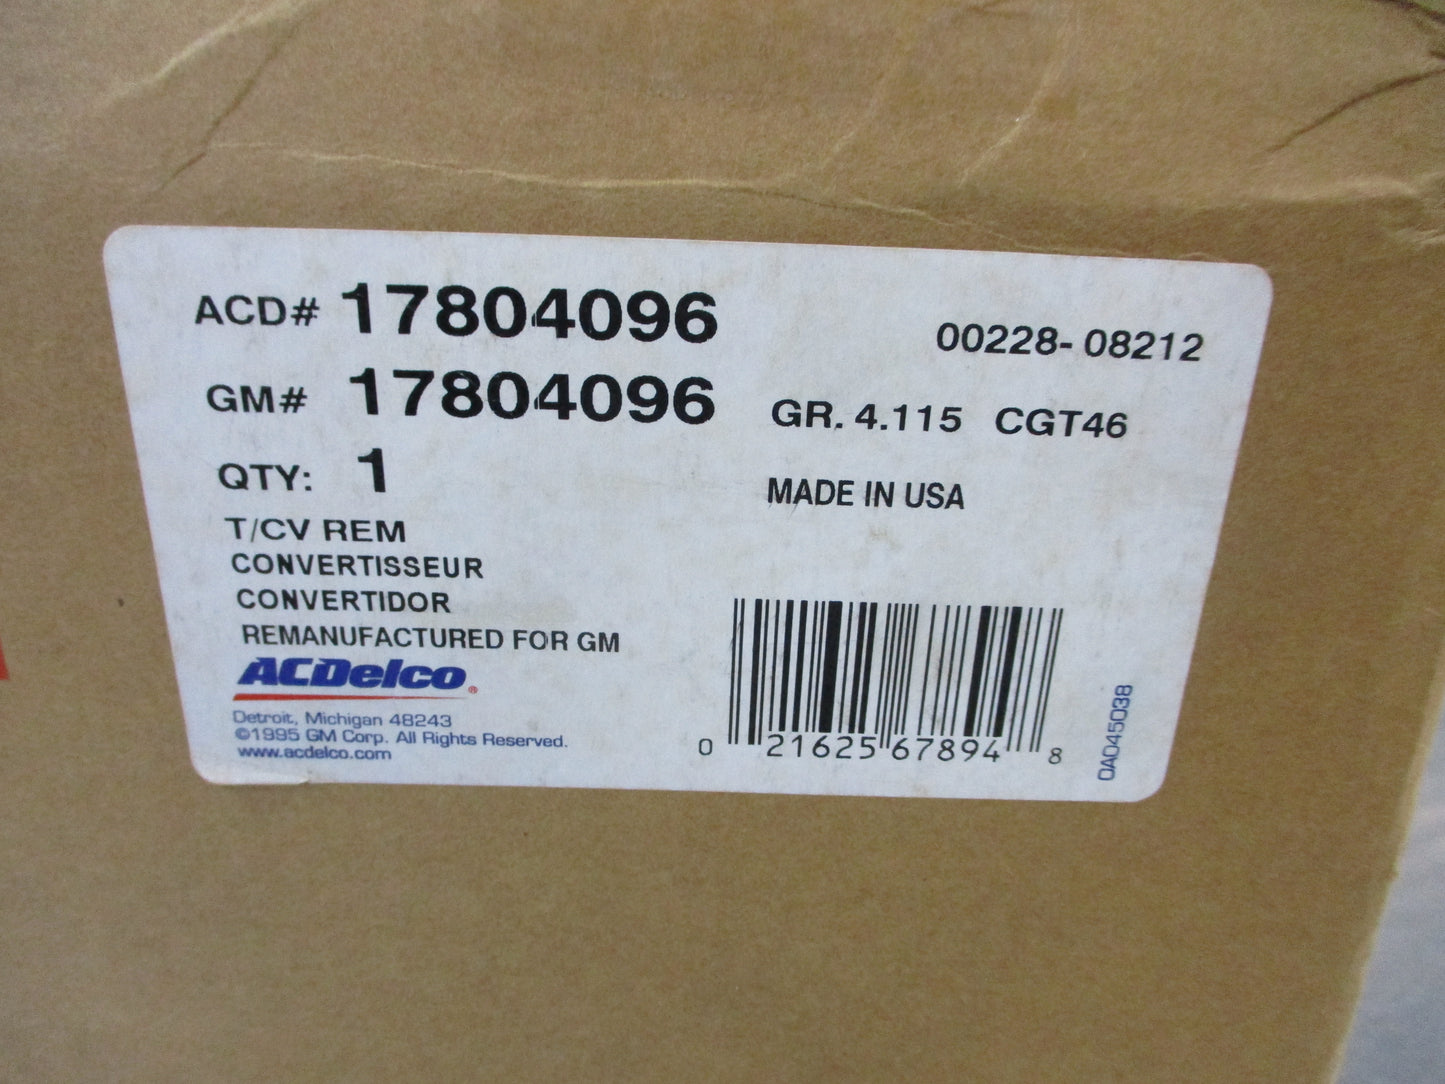 ACD# 17804096
00228- 08212
GM# 17804096
GR. 4.115 CGT46
QTY: 1
MADE IN USA
T/CV REM
CONVERTISSEUR
CONVERTIDOR
REMANUFACTURED FOR GM
ACDelco®
Detroit, Michigan 48243
©1995 GM Corp. All Rights Reserved.
www.acdelco.com
0 21625 67894 8
0A045038